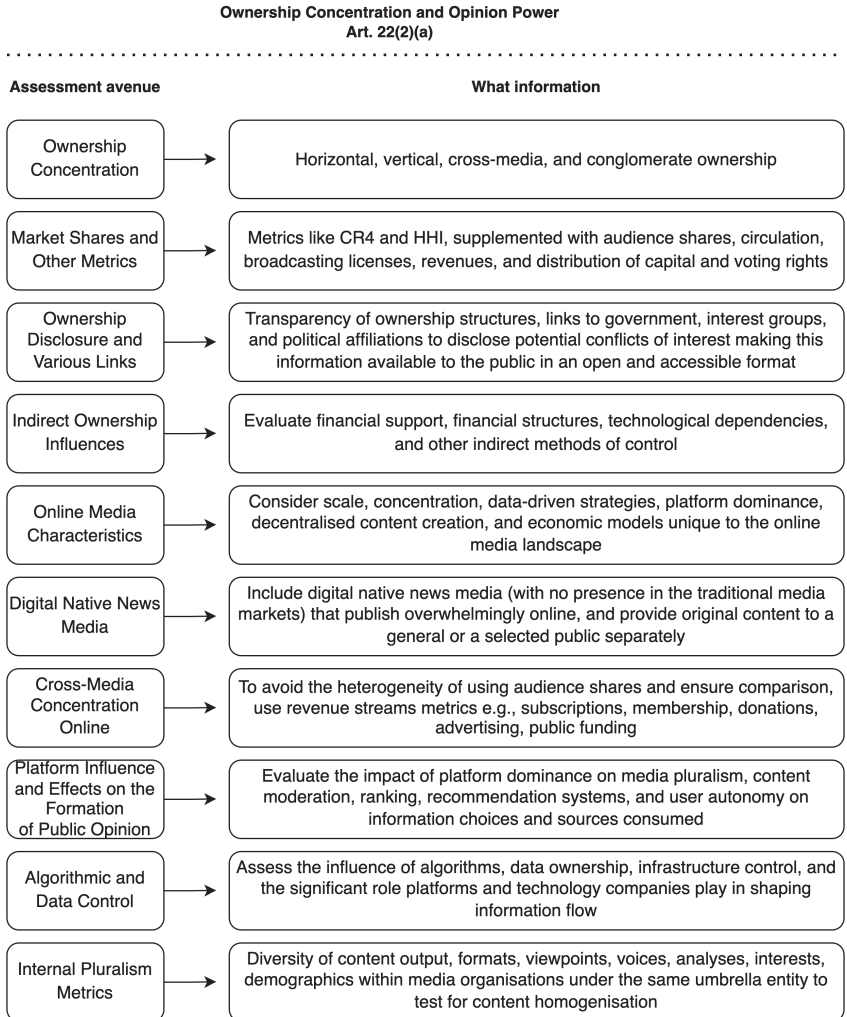 Ownership Concentration and Opinion Power
Art. 22(2)(a)
Assessment avenue
What information
Ownership
Concentration
Horizontal, vertical, cross-media, and conglomerate ownership
Market Shares and
Other Metrics
Metrics like CR4 and HHI, supplemented with audience shares, circulation,
broadcasting licenses, revenues, and distribution of capital and voting rights
Ownership
Disclosure and
Various Links
Transparency of ownership structures, links to government, interest groups,
and political affiliations to disclose potential conflicts of interest making this
information available to the public in an open and accessible format
Indirect Ownership
Influences
Evaluate financial support, financial structures, technological dependencies,
and other indirect methods of control
Online Media
Characteristics
Consider scale, concentration, data-driven strategies, platform dominance,
decentralised content creation, and economic models unique to the online
media landscape
Digital Native News
Media
Include digital native news media (with no presence in the traditional media
markets) that publish overwhelmingly online, and provide original content to a
general or a selected public separately
Cross-Media
Concentration
Online
To avoid the heterogeneity of using audience shares and ensure comparison,
use revenue streams metrics e.g., subscriptions, membership, donations,
advertising, public funding
Platform Influence
and Effects on the
Formation
of Public Opinion
Evaluate the impact of platform dominance on media pluralism, content
moderation, ranking, recommendation systems, and user autonomy on
information choices and sources consumed
Algorithmic and
Data Control
Assess the influence of algorithms, data ownership, infrastructure control, and
the significant role platforms and technology companies play in shaping
information flow
Internal Pluralism
Metrics
Diversity of content output, formats, viewpoints, voices, analyses, interests,
demographics within media organisations under the same umbrella entity to
test for content homogenisation